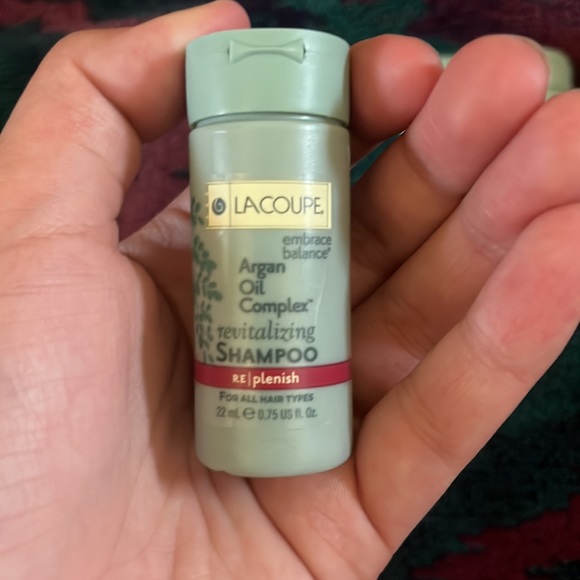 LACOUPE
embrace
balance®
Argan
Oil
Complex™
revitalizing
SHAMPOO
RE|plenish
FOR ALL HAIR TYPES
22 mL ℮ 0.75 US fl. Oz.